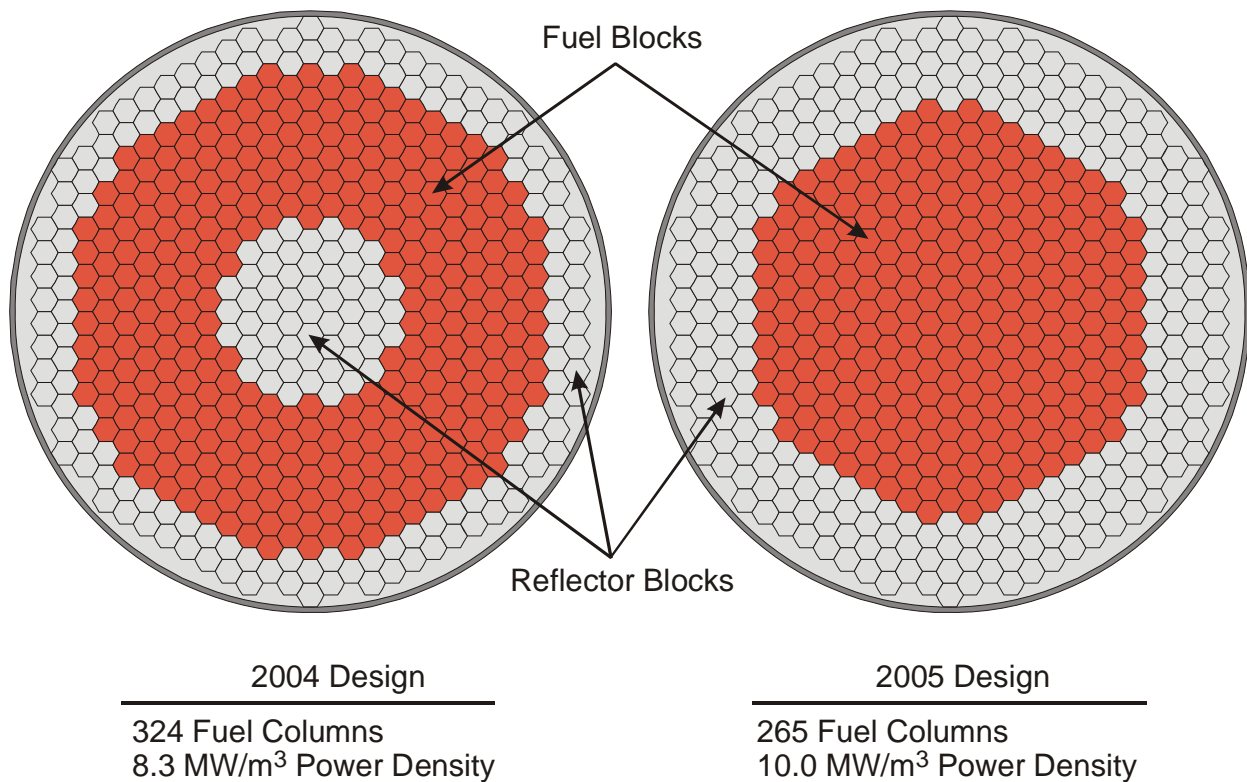 Fuel Blocks
Reflector Blocks
2004 Design
324 Fuel Columns
8.3 MW/m³ Power Density
2005 Design
265 Fuel Columns
10.0 MW/m³ Power Density